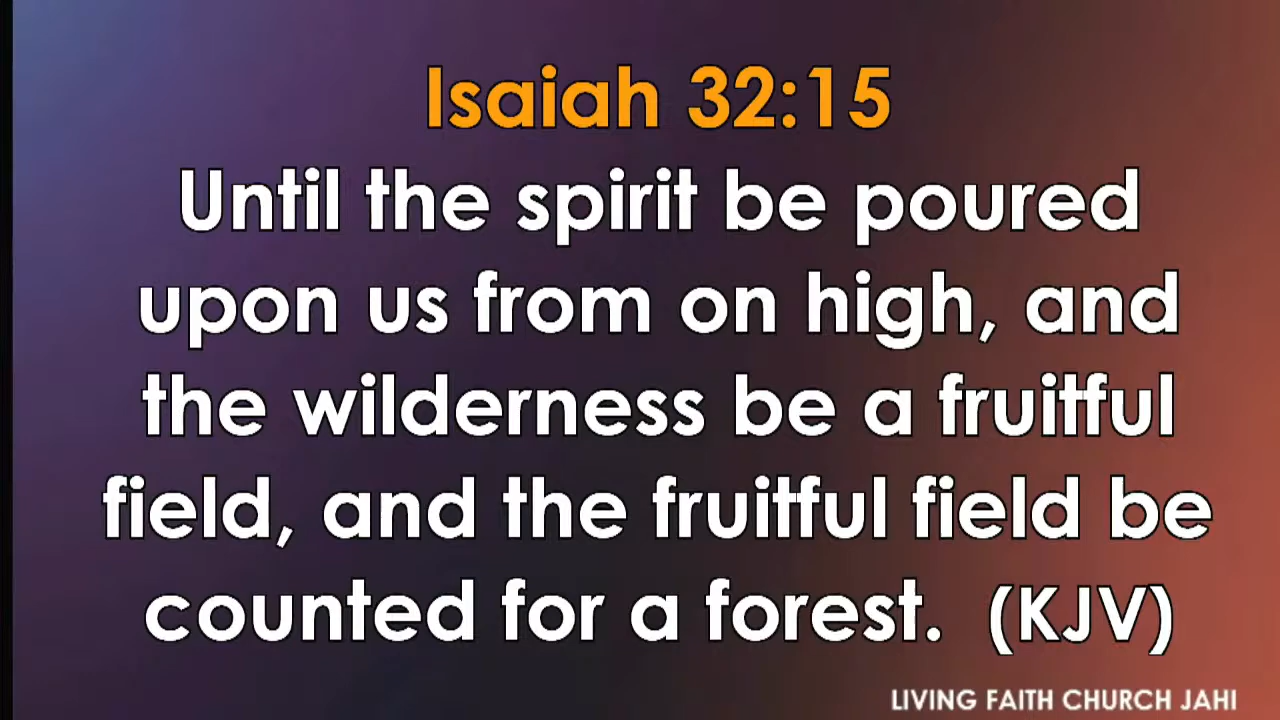 Isaiah 32:15
Until the spirit be poured
upon us from on high, and
the wilderness be a fruitful
field, and the fruitful field be
counted for a forest.  (KJV)
LIVING FAITH CHURCH JAHI